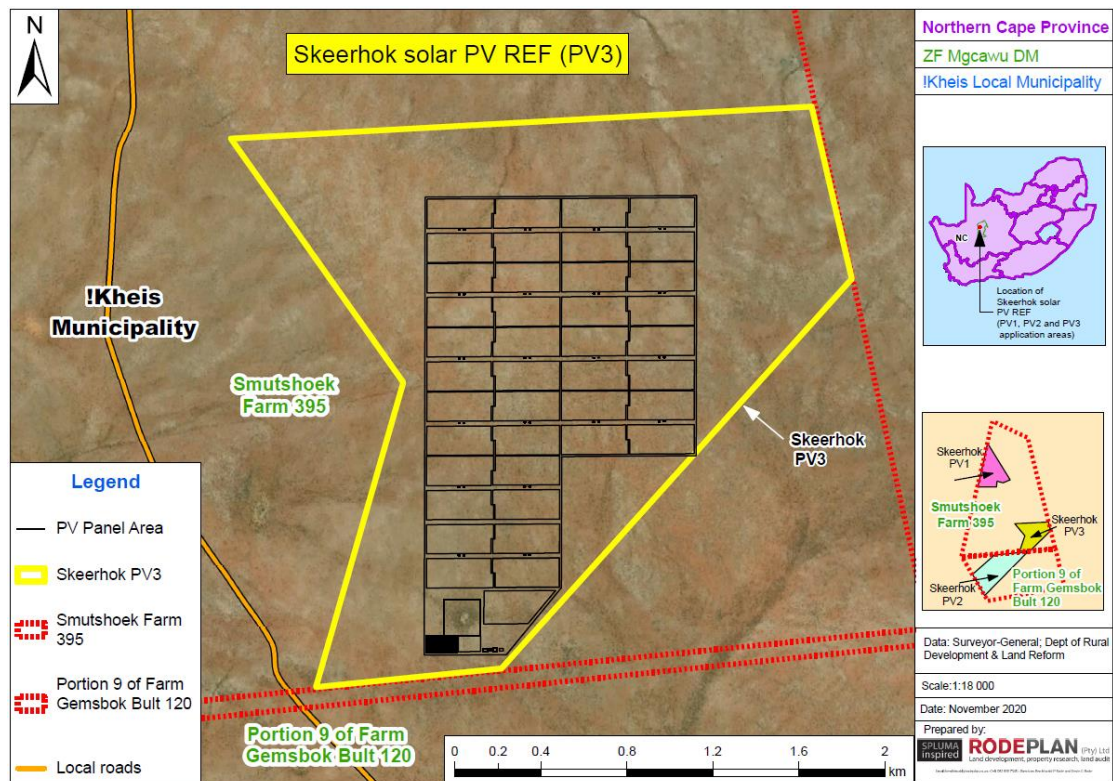 N
Skeerhok solar PV REF (PV3)
!Kheis
Municipality
Smutshoek
Farm 395
Skeerhok
PV3
Portion 9 of Farm
Gemsbok Bult 120
Legend
PV Panel Area
Skeerhok PV3
Smutshoek Farm
395
Portion 9 of Farm
Gemsbok Bult 120
Local roads
0 0.2 0.4 0.8 1.2 1.6 2
km
Northern Cape Province
ZF Mgcawu DM
!Kheis Local Municipality
NC
Location of
Skeerhok solar
PV REF
(PV1, PV2 and PV3
application areas)
Skeerhok
PV1
Smutshoek
Farm 395
Skeerhok
PV3
Skeerhok
PV2
Portion 9 of
Farm Gemsbok
Bult 120
Data: Surveyor-General; Dept of Rural
Development & Land Reform
Scale:1:18 000
Date: November 2020
Prepared by:
SPLUMA
inspired
RODEPLAN (Pty) Ltd
Land development, property research, land audit